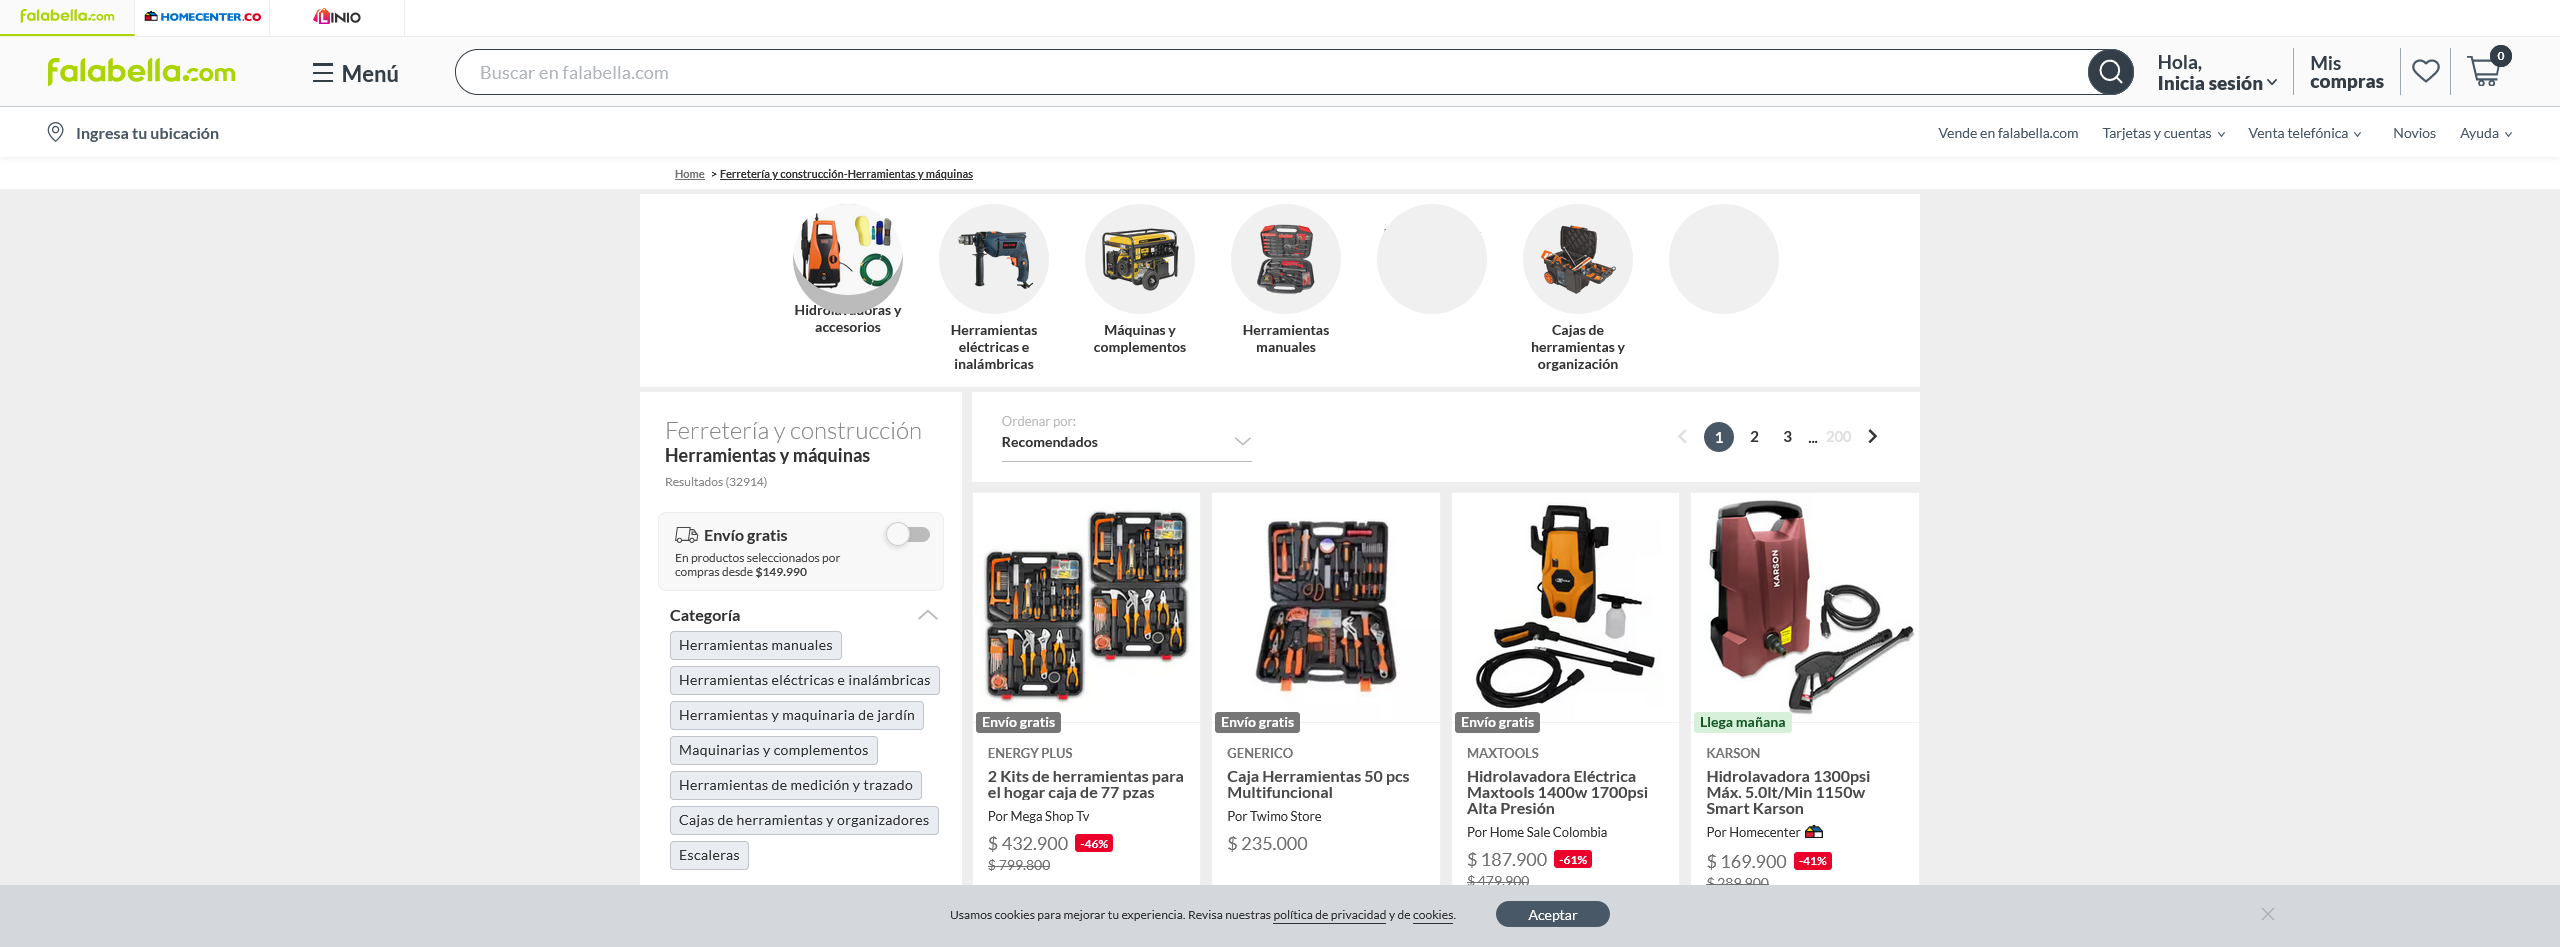 falabella.com
HOMECENTER.CO
LINIO
falabella.com
Menú
Buscar en falabella.com
Hola,
Inicia sesión
Mis
compras
0
Ingresa tu ubicación
Vende en falabella.com
Tarjetas y cuentas
Venta telefónica
Novios
Ayuda
Home > Ferretería y construcción-Herramientas y máquinas
Hidrolavadoras y
accesorios
Herramientas
eléctricas e
inalámbricas
Máquinas y
complementos
Herramientas
manuales
Cajas de
herramientas y
organización
Ferretería y construcción
Herramientas y máquinas
Resultados (32914)
Envío gratis
En productos seleccionados por
compras desde $149.990
Categoría
Herramientas manuales
Herramientas eléctricas e inalámbricas
Herramientas y maquinaria de jardín
Maquinarias y complementos
Herramientas de medición y trazado
Cajas de herramientas y organizadores
Escaleras
Ordenar por:
Recomendados
1 2 3 ... 200
Envío gratis
ENERGY PLUS
2 Kits de herramientas para
el hogar caja de 77 pzas
Por Mega Shop Tv
$ 432.900 -46%
$ 799.800
Envío gratis
GENERICO
Caja Herramientas 50 pcs
Multifuncional
Por Twimo Store
$ 235.000
Envío gratis
MAXTOOLS
Hidrolavadora Eléctrica
Maxtools 1400w 1700psi
Alta Presión
Por Home Sale Colombia
$ 187.900 -61%
$ 479.900
KARSON
Llega mañana
KARSON
Hidrolavadora 1300psi
Máx. 5.0lt/Min 1150w
Smart Karson
Por Homecenter
$ 169.900 -41%
$ 289.900
Usamos cookies para mejorar tu experiencia. Revisa nuestras política de privacidad y de cookies.
Aceptar